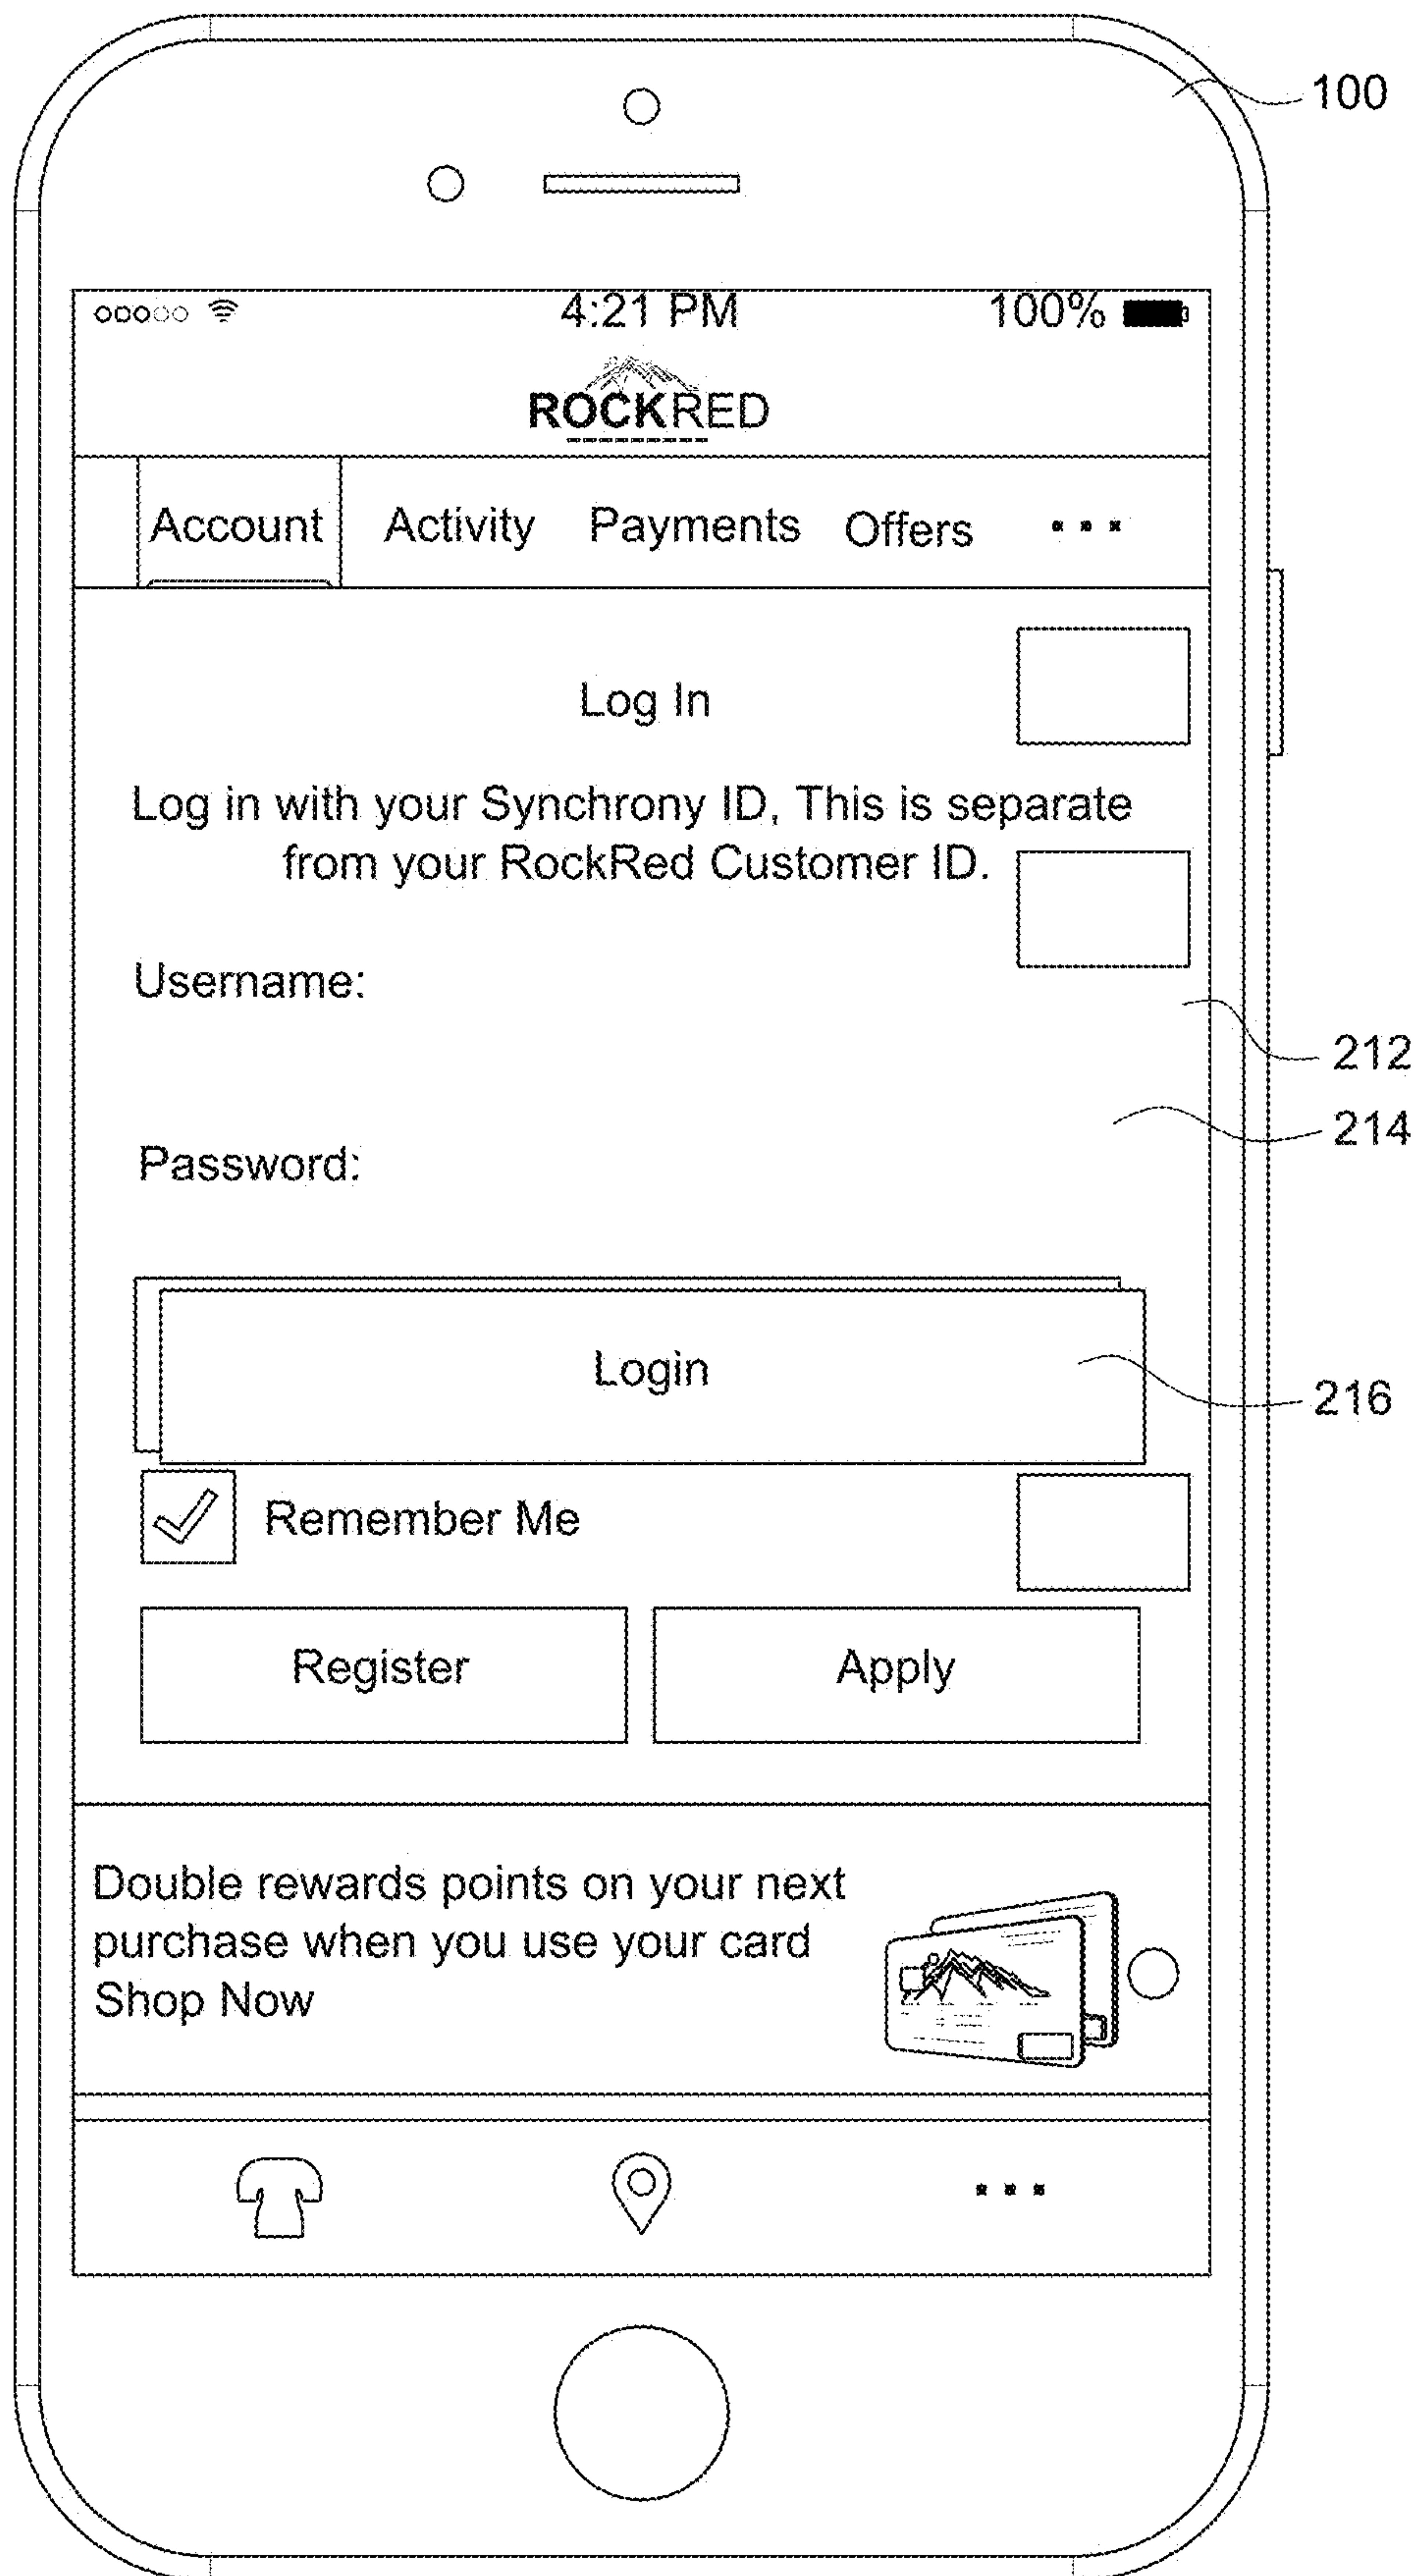 100
4:21 PM 100%
ROCKRED
Account Activity Payments Offers ...
Log In
Log in with your Synchrony ID, This is separate
from your RockRed Customer ID.
Username:
212
214
Password:
Login
216
Remember Me
Register Apply
Double rewards points on your next
purchase when you use your card
Shop Now
...